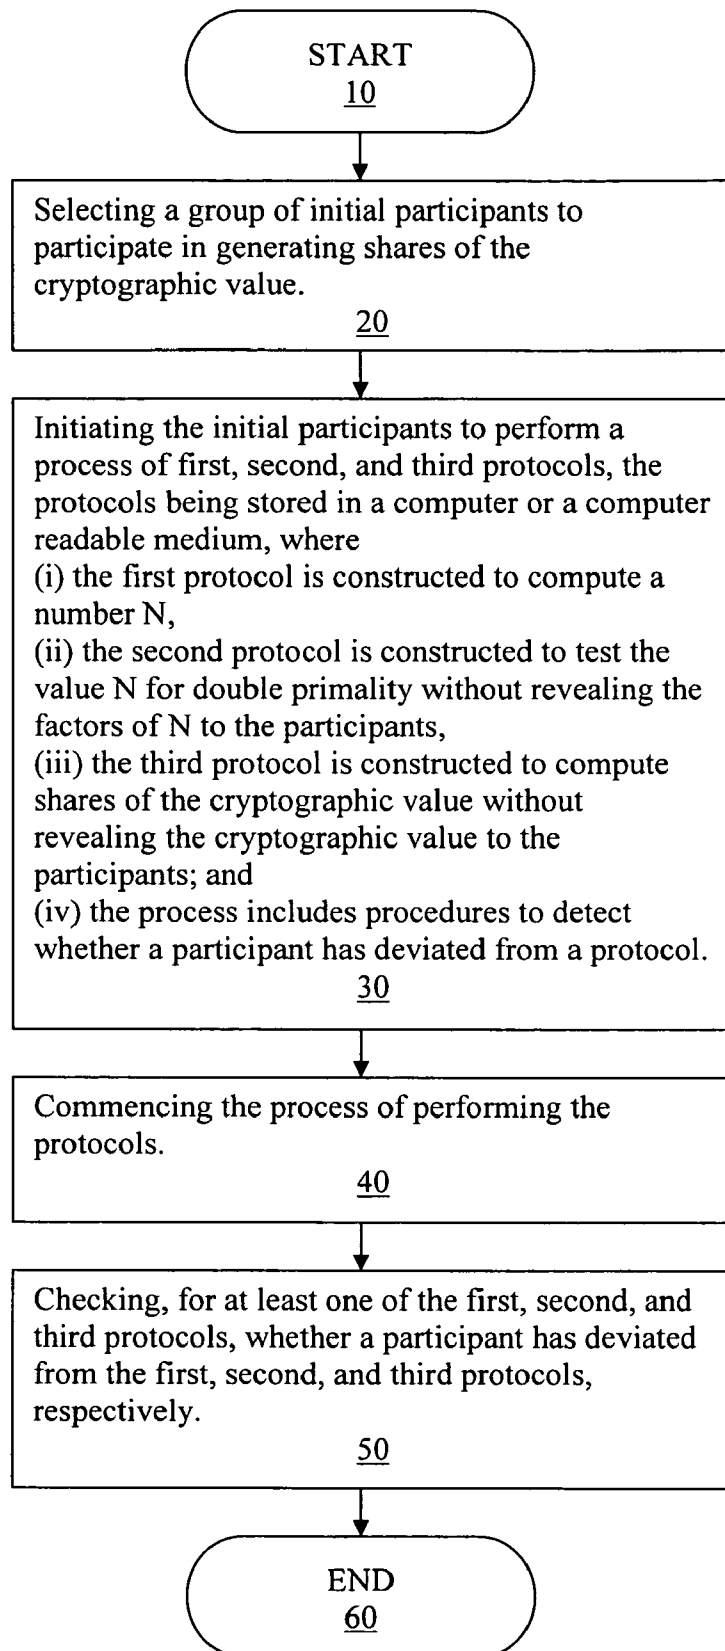 START
10
Selecting a group of initial participants to
participate in generating shares of the
cryptographic value.
20
Initiating the initial participants to perform a
process of first, second, and third protocols, the
protocols being stored in a computer or a computer
readable medium, where
(i) the first protocol is constructed to compute a
number N,
(ii) the second protocol is constructed to test the
value N for double primality without revealing the
factors of N to the participants,
(iii) the third protocol is constructed to compute
shares of the cryptographic value without
revealing the cryptographic value to the
participants; and
(iv) the process includes procedures to detect
whether a participant has deviated from a protocol.
30
Commencing the process of performing the
protocols.
40
Checking, for at least one of the first, second, and
third protocols, whether a participant has deviated
from the first, second, and third protocols,
respectively.
50
END
60